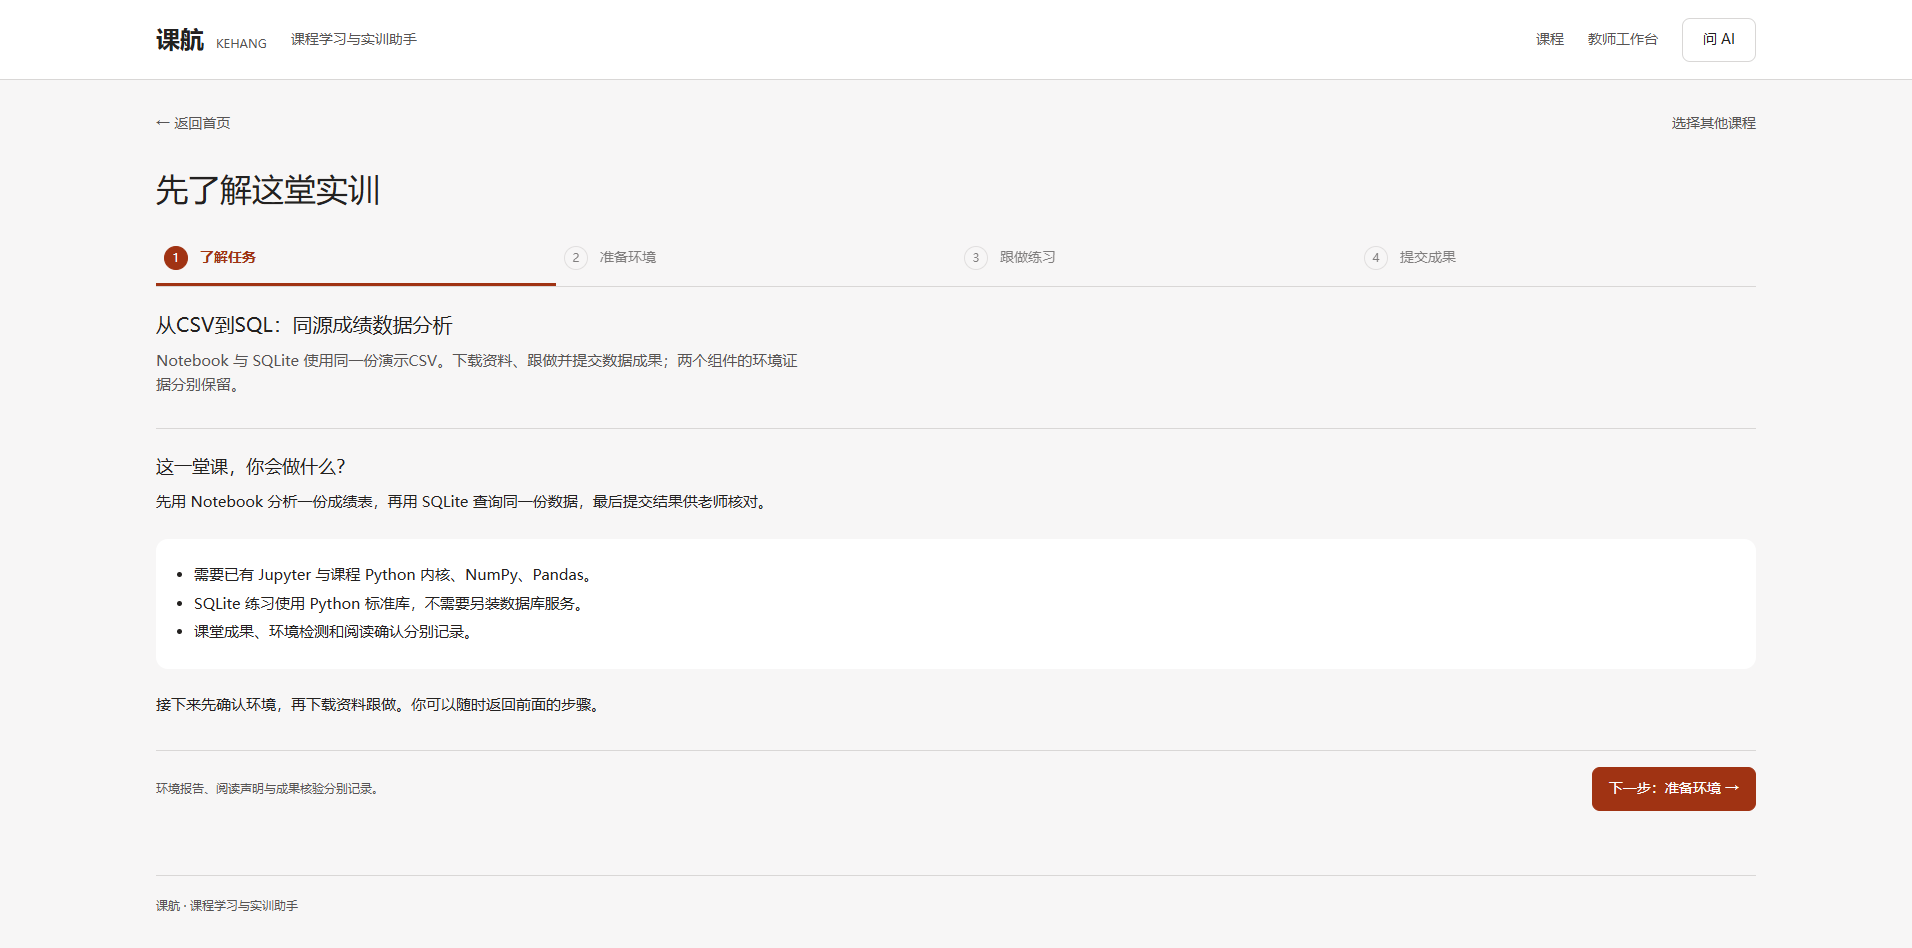 课航 KEHANG 课程学习与实训助手 课程 教师工作台 问 AI
← 返回首页 选择其他课程
先了解这堂实训
1 了解任务 2 准备环境 3 跟做练习 4 提交成果
从CSV到SQL：同源成绩数据分析
Notebook 与 SQLite 使用同一份演示CSV。下载资料、跟做并提交数据成果；两个组件的环境证
据分别保留。
这一堂课，你会做什么？
先用 Notebook 分析一份成绩表，再用 SQLite 查询同一份数据，最后提交结果供老师核对。
• 需要已有 Jupyter 与课程 Python 内核、NumPy、Pandas。
• SQLite 练习使用 Python 标准库，不需要另装数据库服务。
• 课堂成果、环境检测和阅读确认分别记录。
接下来先确认环境，再下载资料跟做。你可以随时返回前面的步骤。
环境报告、阅读声明与成果核验分别记录。 下一步：准备环境 →
课航 · 课程学习与实训助手